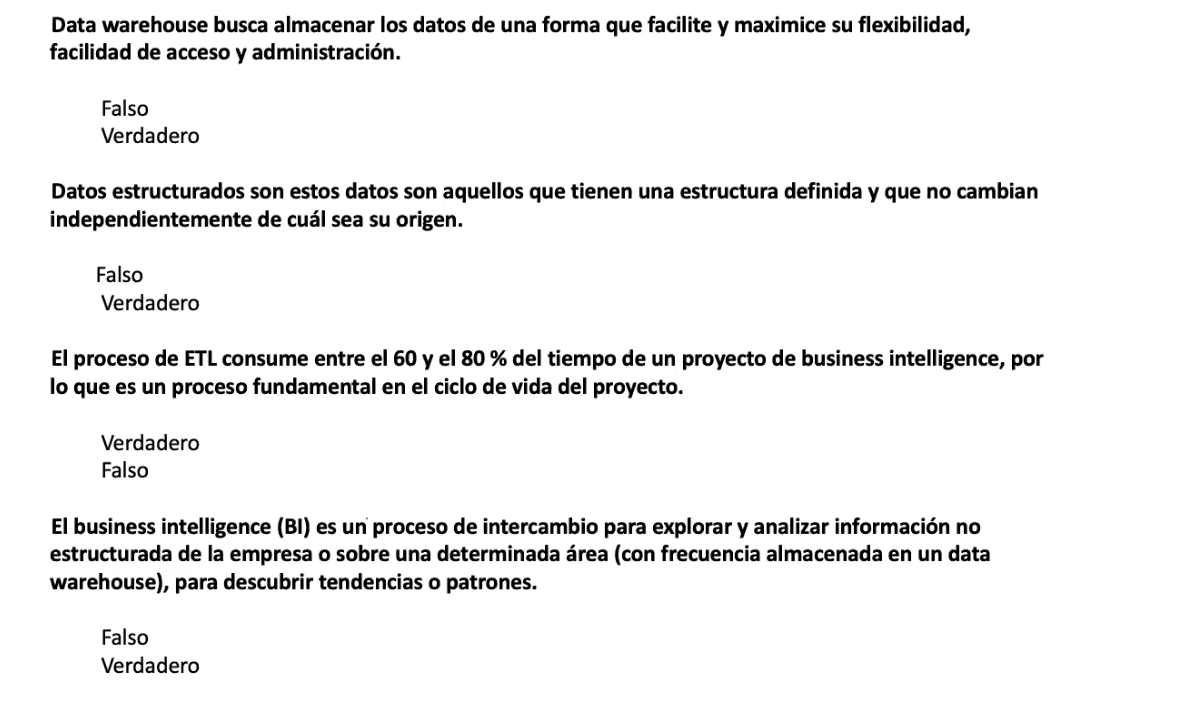 Data warehouse busca almacenar los datos de una forma que facilite y maximice su flexibilidad,
facilidad de acceso y administración.
Falso
Verdadero
Datos estructurados son estos datos son aquellos que tienen una estructura definida y que no cambian
independientemente de cuál sea su origen.
Falso
Verdadero
El proceso de ETL consume entre el 60 y el 80 % del tiempo de un proyecto de business intelligence, por
lo que es un proceso fundamental en el ciclo de vida del proyecto.
Verdadero
Falso
El business intelligence (BI) es un proceso de intercambio para explorar y analizar información no
estructurada de la empresa o sobre una determinada área (con frecuencia almacenada en un data
warehouse), para descubrir tendencias o patrones.
Falso
Verdadero